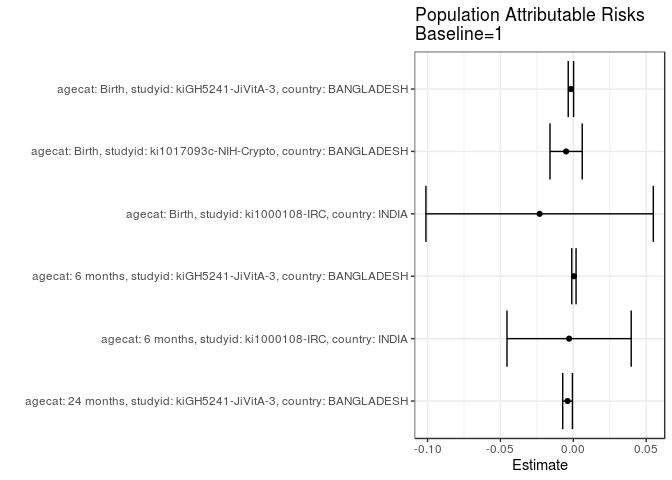 Population Attributable Risks
Baseline=1
agecat: Birth, studyid: kiGH5241-JiVitA-3, country: BANGLADESH
agecat: Birth, studyid: ki1017093c-NIH-Crypto, country: BANGLADESH
agecat: Birth, studyid: ki1000108-IRC, country: INDIA
agecat: 6 months, studyid: kiGH5241-JiVitA-3, country: BANGLADESH
agecat: 6 months, studyid: ki1000108-IRC, country: INDIA
agecat: 24 months, studyid: kiGH5241-JiVitA-3, country: BANGLADESH
-0.10 -0.05 0.00 0.05
Estimate